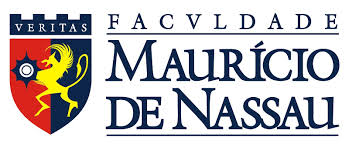 VERITAS
FACVLDADE
MAURÍCIO
DE NASSAU